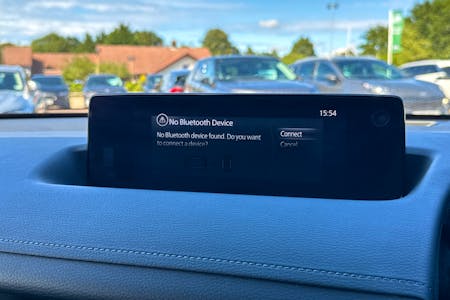 No Bluetooth Device
15:54
No Bluetooth device found. Do you want
to connect a device?
Connect
Cancel